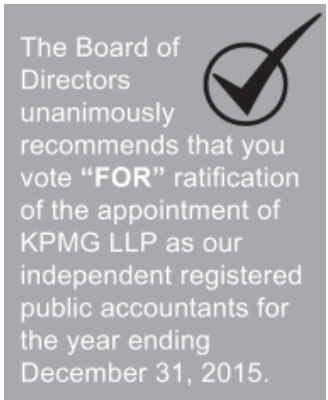 The Board of
Directors
unanimously
recommends that you
vote “FOR” ratification
of the appointment of
KPMG LLP as our
independent registered
public accountants for
the year ending
December 31, 2015.